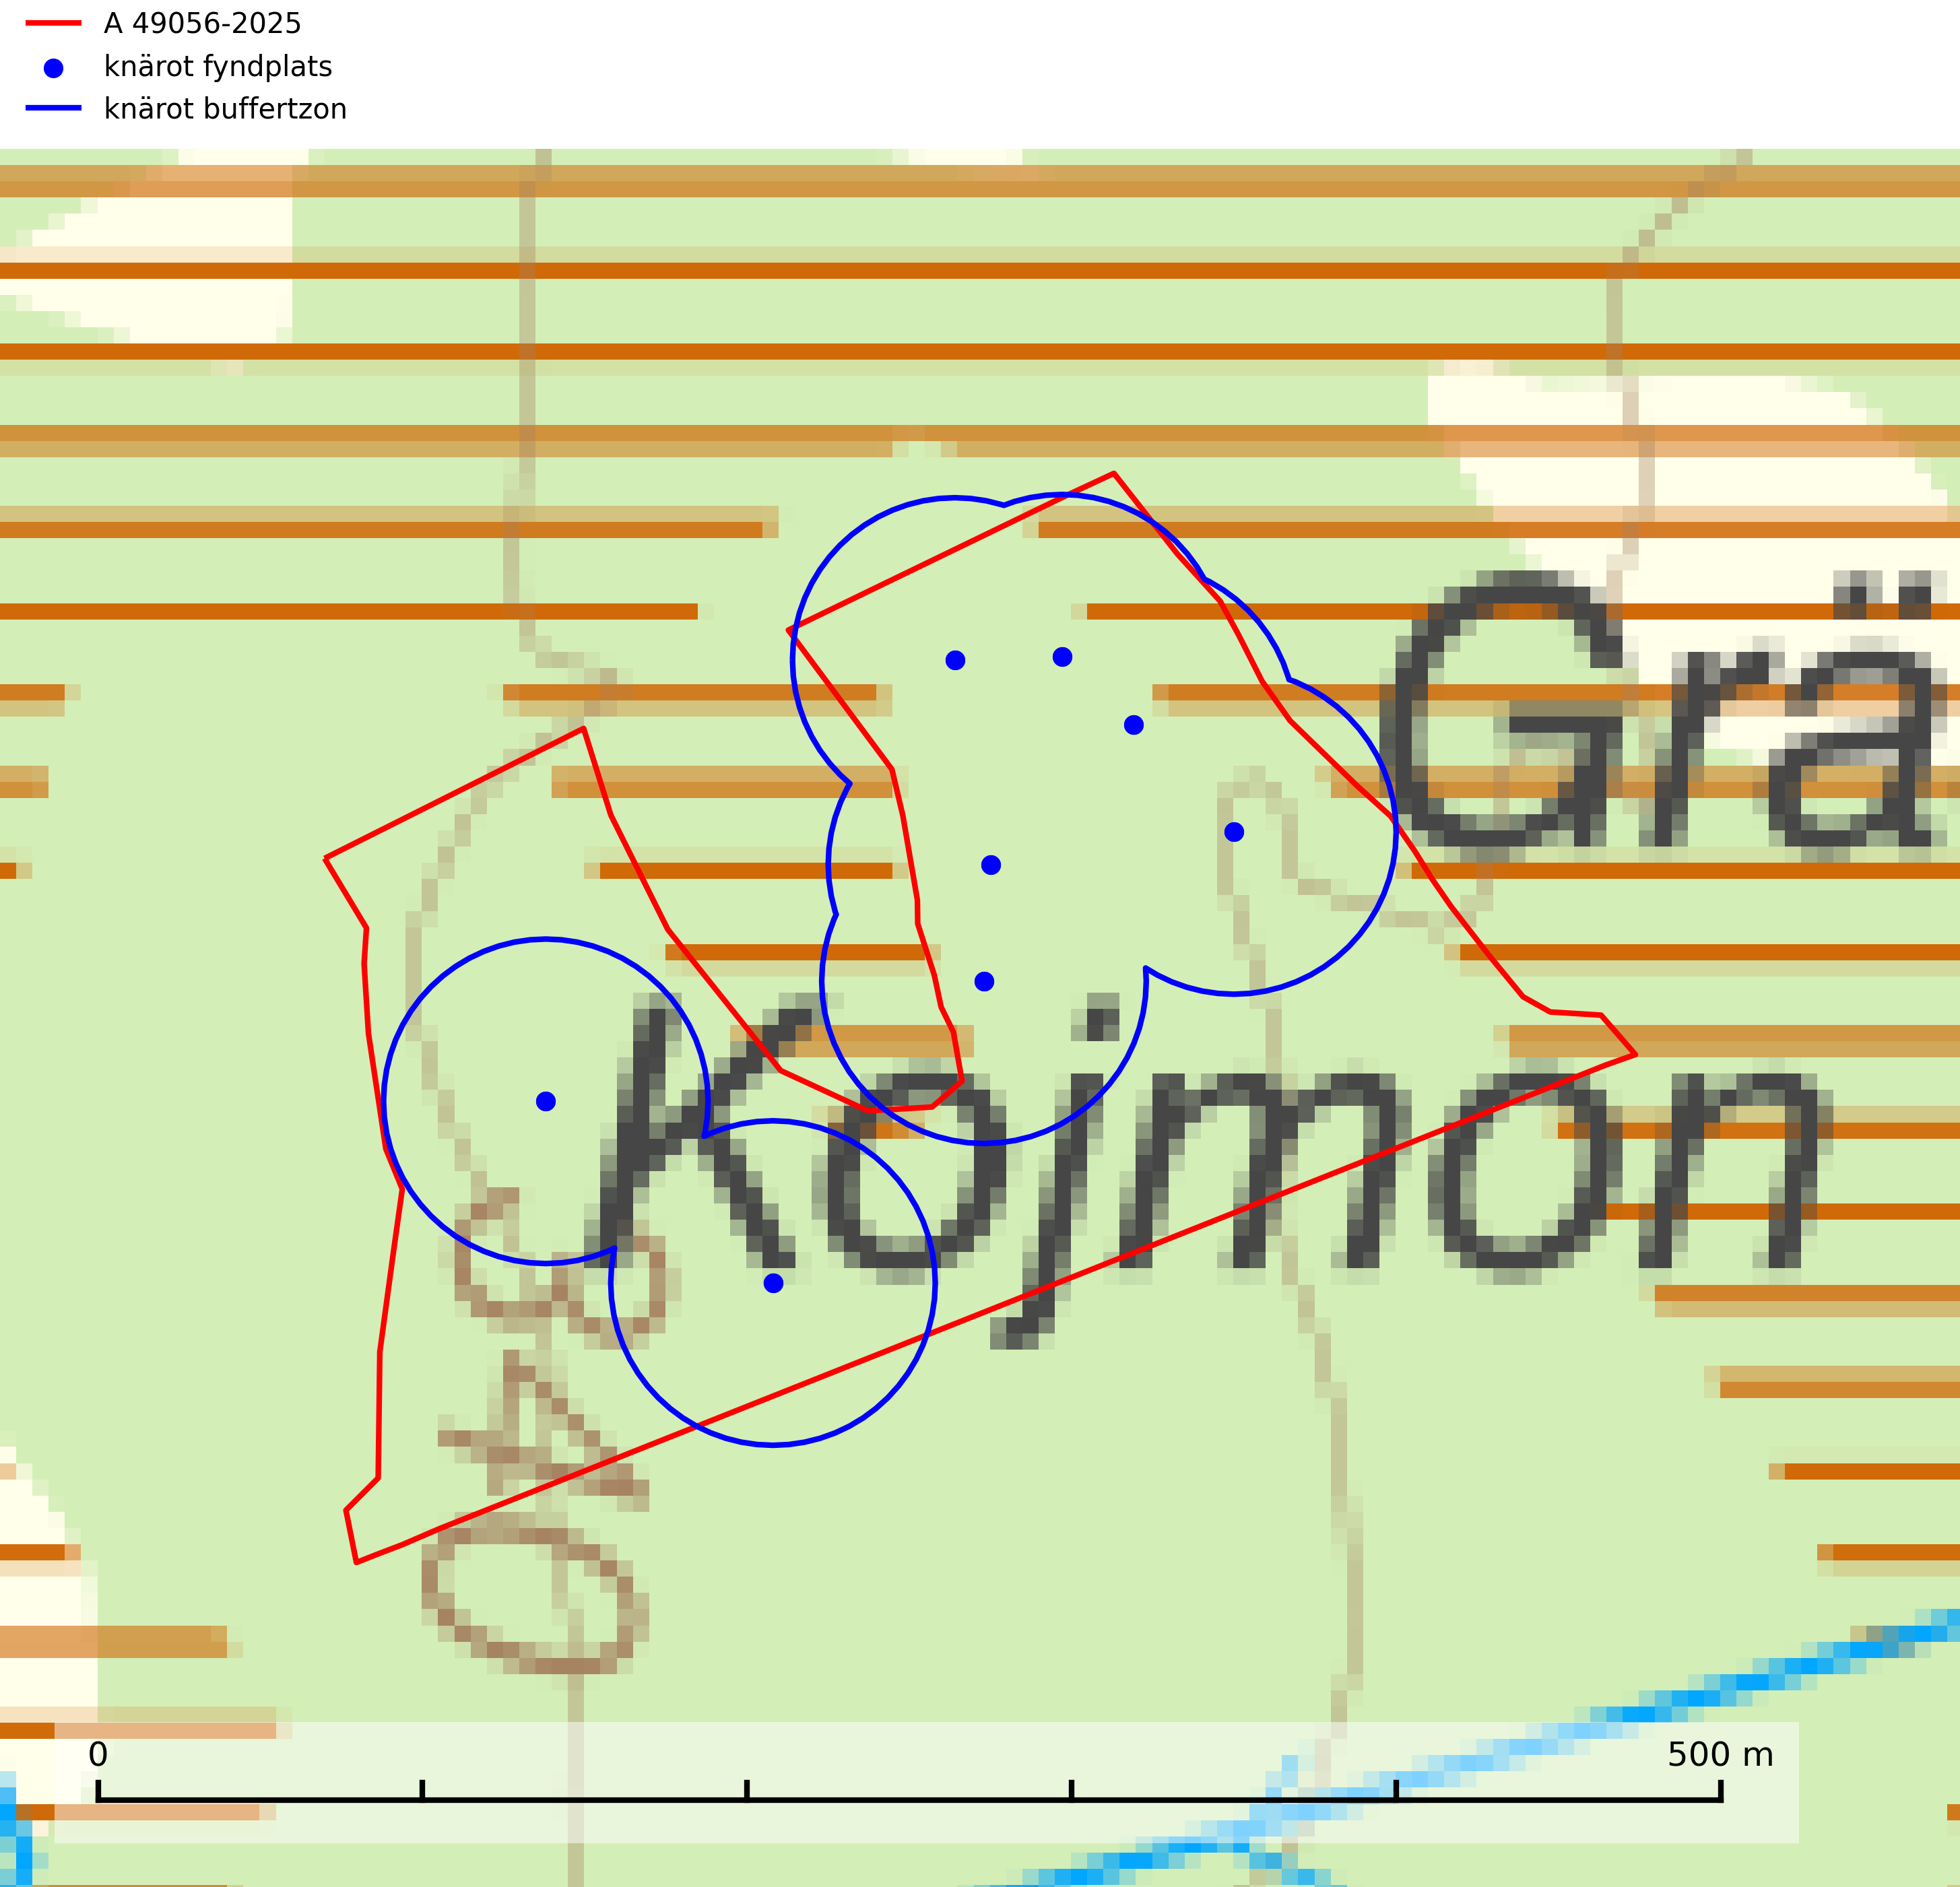 A 49056-2025
knärot fyndplats
knärot buffertzon
Grä
Kojmon
0
500 m